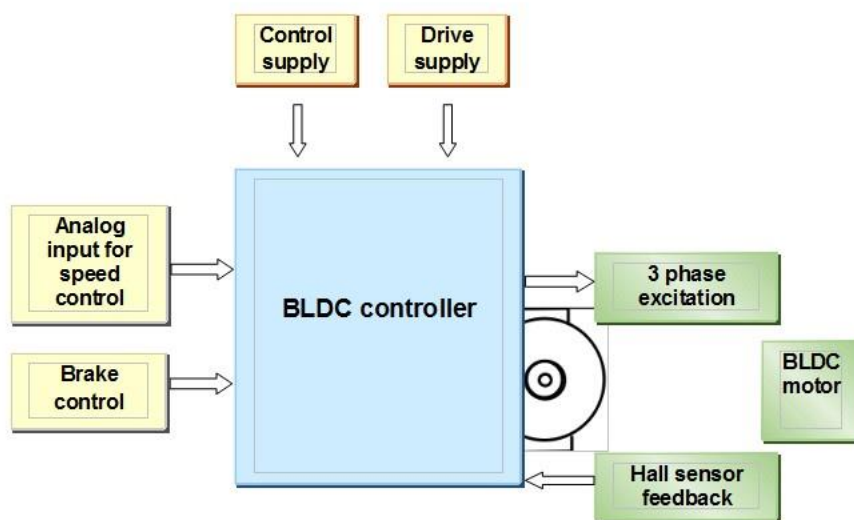 Control
supply
Drive
supply
Analog
input for
speed
control
BLDC controller
3 phase
excitation
Brake
control
BLDC
motor
Hall sensor
feedback